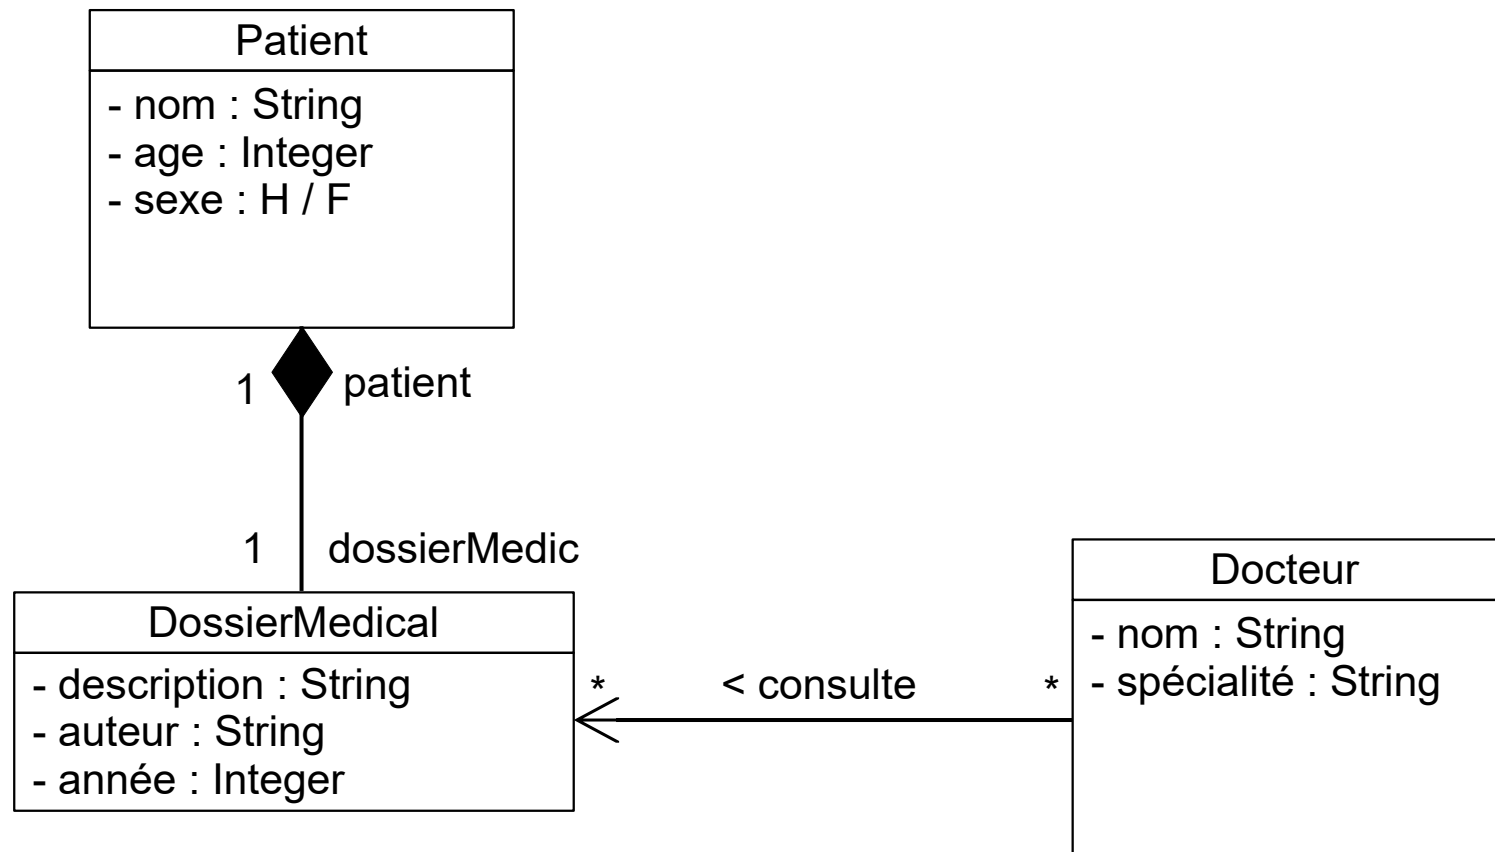 Patient
- nom : String
- age : Integer
- sexe : H / F
1 patient
1 dossierMedic
DossierMedical
- description : String
- auteur : String
- année : Integer
* < consulte *
Docteur
- nom : String
- spécialité : String